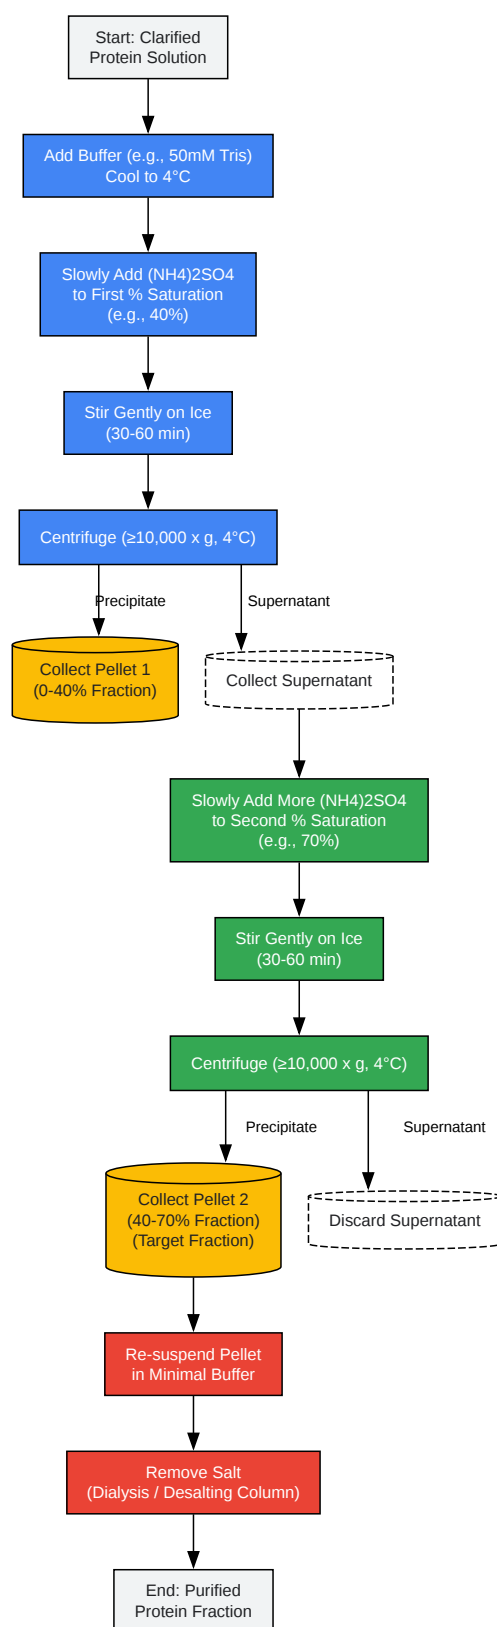 Start: Clarified
Protein Solution
Add Buffer (e.g., 50mM Tris)
Cool to 4°C
Slowly Add (NH4)2SO4
to First % Saturation
(e.g., 40%)
Stir Gently on Ice
(30-60 min)
Centrifuge (≥10,000 x g, 4°C)
Precipitate
Supernatant
Collect Pellet 1
(0-40% Fraction)
Collect Supernatant
Slowly Add More (NH4)2SO4
to Second % Saturation
(e.g., 70%)
Stir Gently on Ice
(30-60 min)
Centrifuge (≥10,000 x g, 4°C)
Precipitate
Supernatant
Collect Pellet 2
(40-70% Fraction)
(Target Fraction)
Discard Supernatant
Re-suspend Pellet
in Minimal Buffer
Remove Salt
(Dialysis / Desalting Column)
End: Purified
Protein Fraction